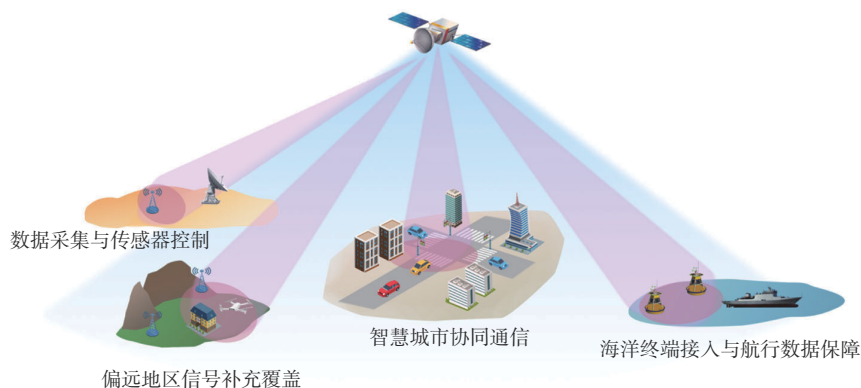 数据采集与传感器控制
智慧城市协同通信
海洋终端接入与航行数据保障
偏远地区信号补充覆盖